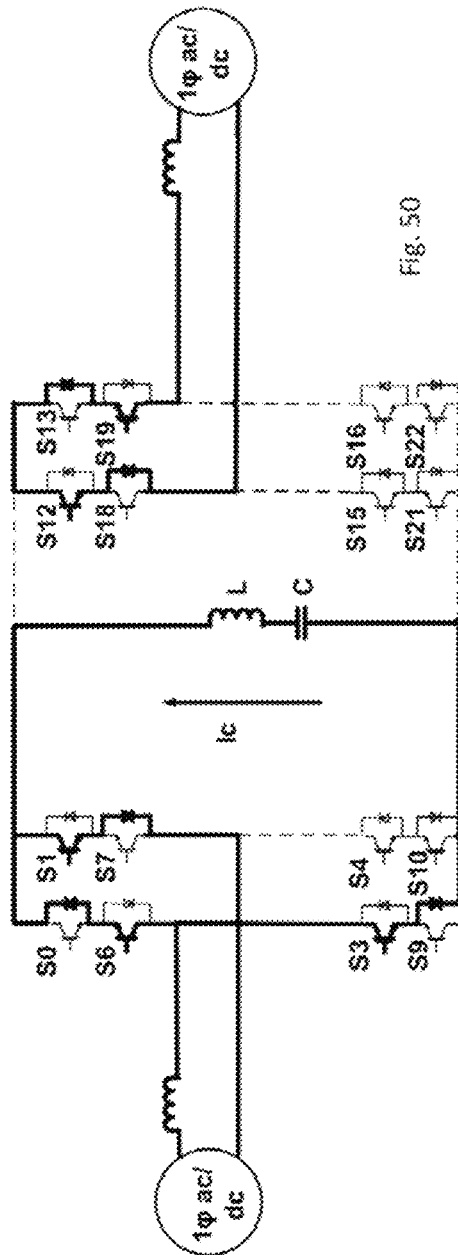 1φ ac/
dc
S0
S6
S1
S7
S3
S9
S4
S10
Ic
L
C
S12
S18
S13
S19
S15
S21
S16
S22
1φ ac/
dc
Fig. 50